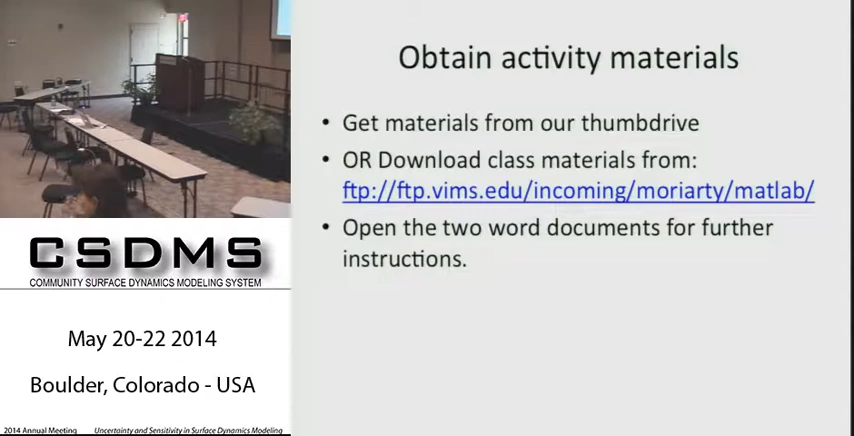 Obtain activity materials
• Get materials from our thumbdrive
• OR Download class materials from:
ftp://ftp.vims.edu/incoming/moriarty/matlab/
• Open the two word documents for further
instructions.
CSDMS
COMMUNITY SURFACE DYNAMICS MODELING SYSTEM
May 20-22 2014
Boulder, Colorado - USA
2014 Annual Meeting Uncertainty and Sensitivity in Surface Dynamics Modeling